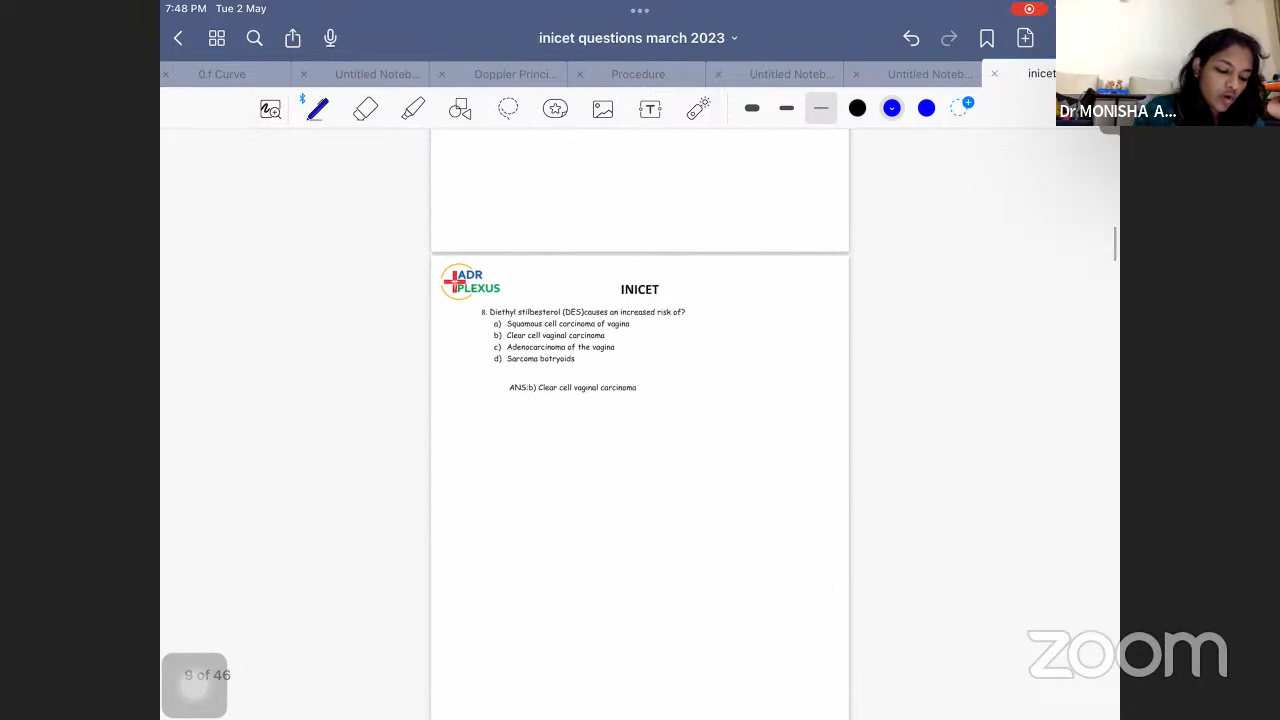 7:48 PM Tue 2 May
inicet questions march 2023
0.f Curve
Untitled Noteb...
Doppler Princi...
Procedure
Untitled Noteb...
Untitled Noteb...
inicet
Dr MONISHA A...
ADR
PLEXUS
INICET
8. Diethyl stilbesterol (DES)causes an increased risk of?
a) Squamous cell carcinoma of vagina
b) Clear cell vaginal carcinoma
c) Adenocarcinoma of the vagina
d) Sarcoma botryoids
ANS:b) Clear cell vaginal carcinoma
9 of 46
zoom